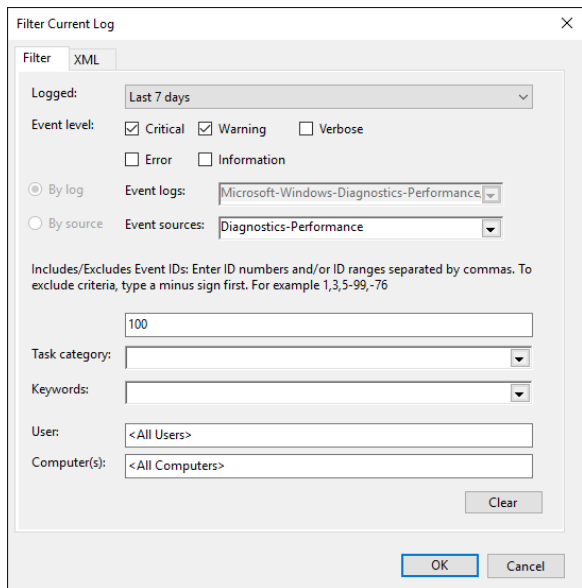 Filter Current Log
Filter XML
Logged: Last 7 days
Event level: Critical Warning Verbose
Error Information
By log Event logs: Microsoft-Windows-Diagnostics-Performance
By source Event sources: Diagnostics-Performance
Includes/Excludes Event IDs: Enter ID numbers and/or ID ranges separated by commas. To
exclude criteria, type a minus sign first. For example 1,3,5-99,-76
100
Task category:
Keywords:
User: <All Users>
Computer(s): <All Computers>
Clear
OK Cancel